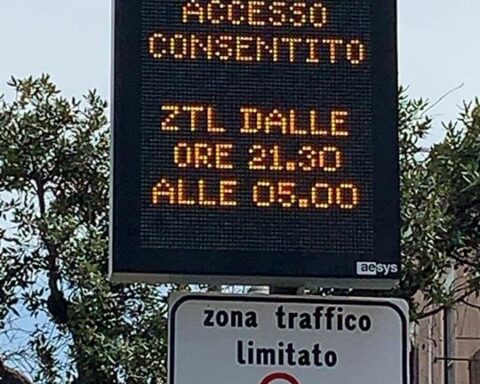 ACCESSO
CONSENTITO
ZTL DALLE
ORE 21.30
ALLE 05.00
aesys
zona traffico
limitato